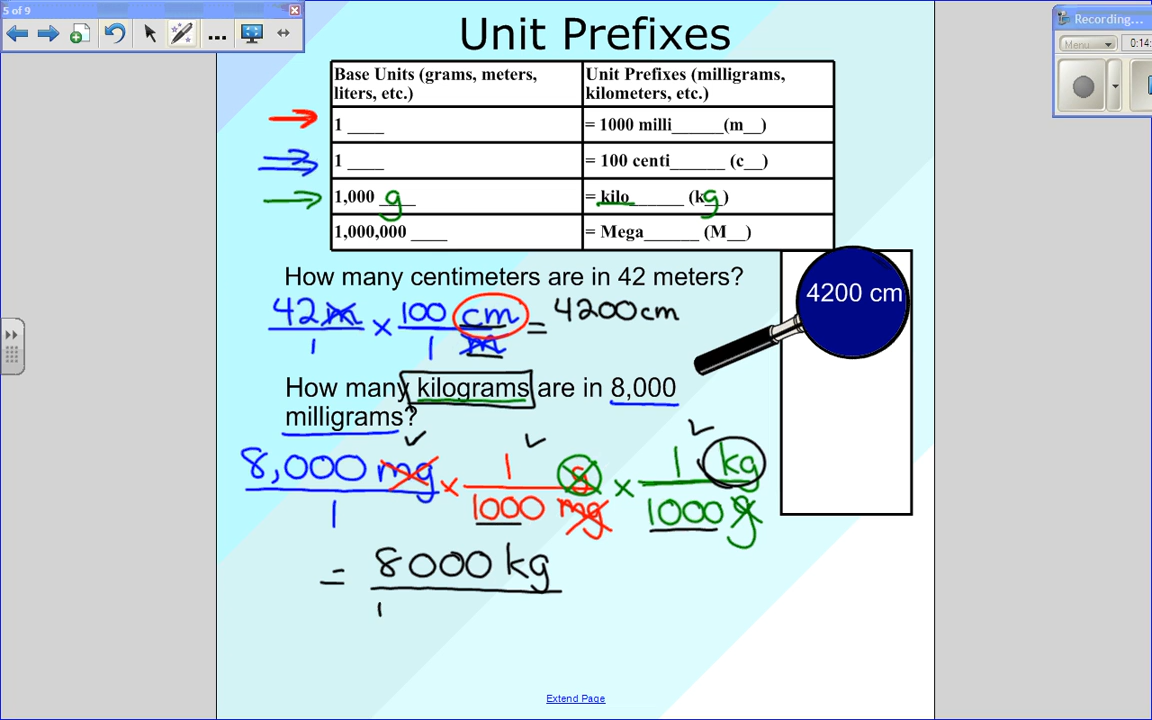 5 of 9
Recording...
Menu
0:14:
Unit Prefixes
Base Units (grams, meters, liters, etc.)
Unit Prefixes (milligrams, kilometers, etc.)
1 ____
= 1000 milli______(m__)
1 ____
= 100 centi______ (c__)
1,000 g
= kilo______ (kg)
1,000,000 ____
= Mega______ (M__)
How many centimeters are in 42 meters?
42 m × 100 cm = 4200 cm
1 1 m
4200 cm
How many kilograms are in 8,000
milligrams?
8,000 mg × 1 g × 1 kg
1 1000 mg 1000 g
= 8000 kg
1
Extend Page